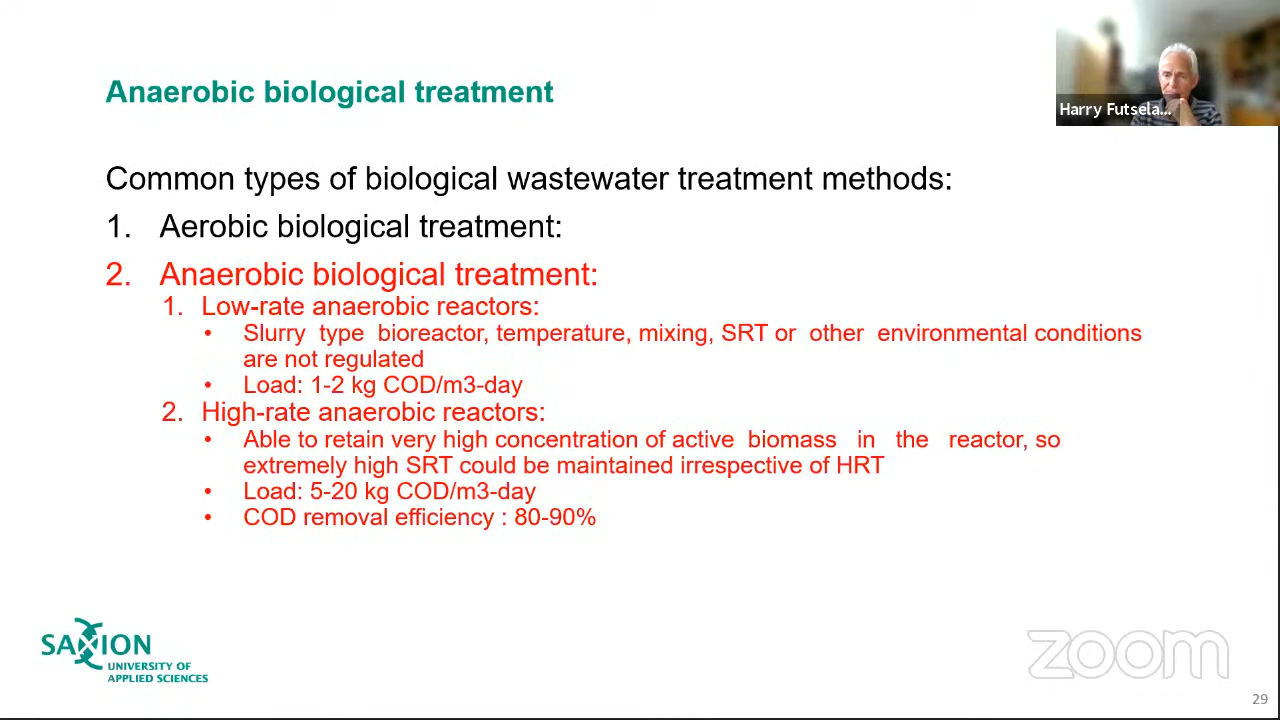 Anaerobic biological treatment
Harry Futsela...
Common types of biological wastewater treatment methods:
1. Aerobic biological treatment:
2. Anaerobic biological treatment:
1. Low-rate anaerobic reactors:
• Slurry type bioreactor, temperature, mixing, SRT or other environmental conditions
are not regulated
• Load: 1-2 kg COD/m3-day
2. High-rate anaerobic reactors:
• Able to retain very high concentration of active biomass in the reactor, so
extremely high SRT could be maintained irrespective of HRT
• Load: 5-20 kg COD/m3-day
• COD removal efficiency : 80-90%
SAXION
UNIVERSITY OF
APPLIED SCIENCES
zoom
29